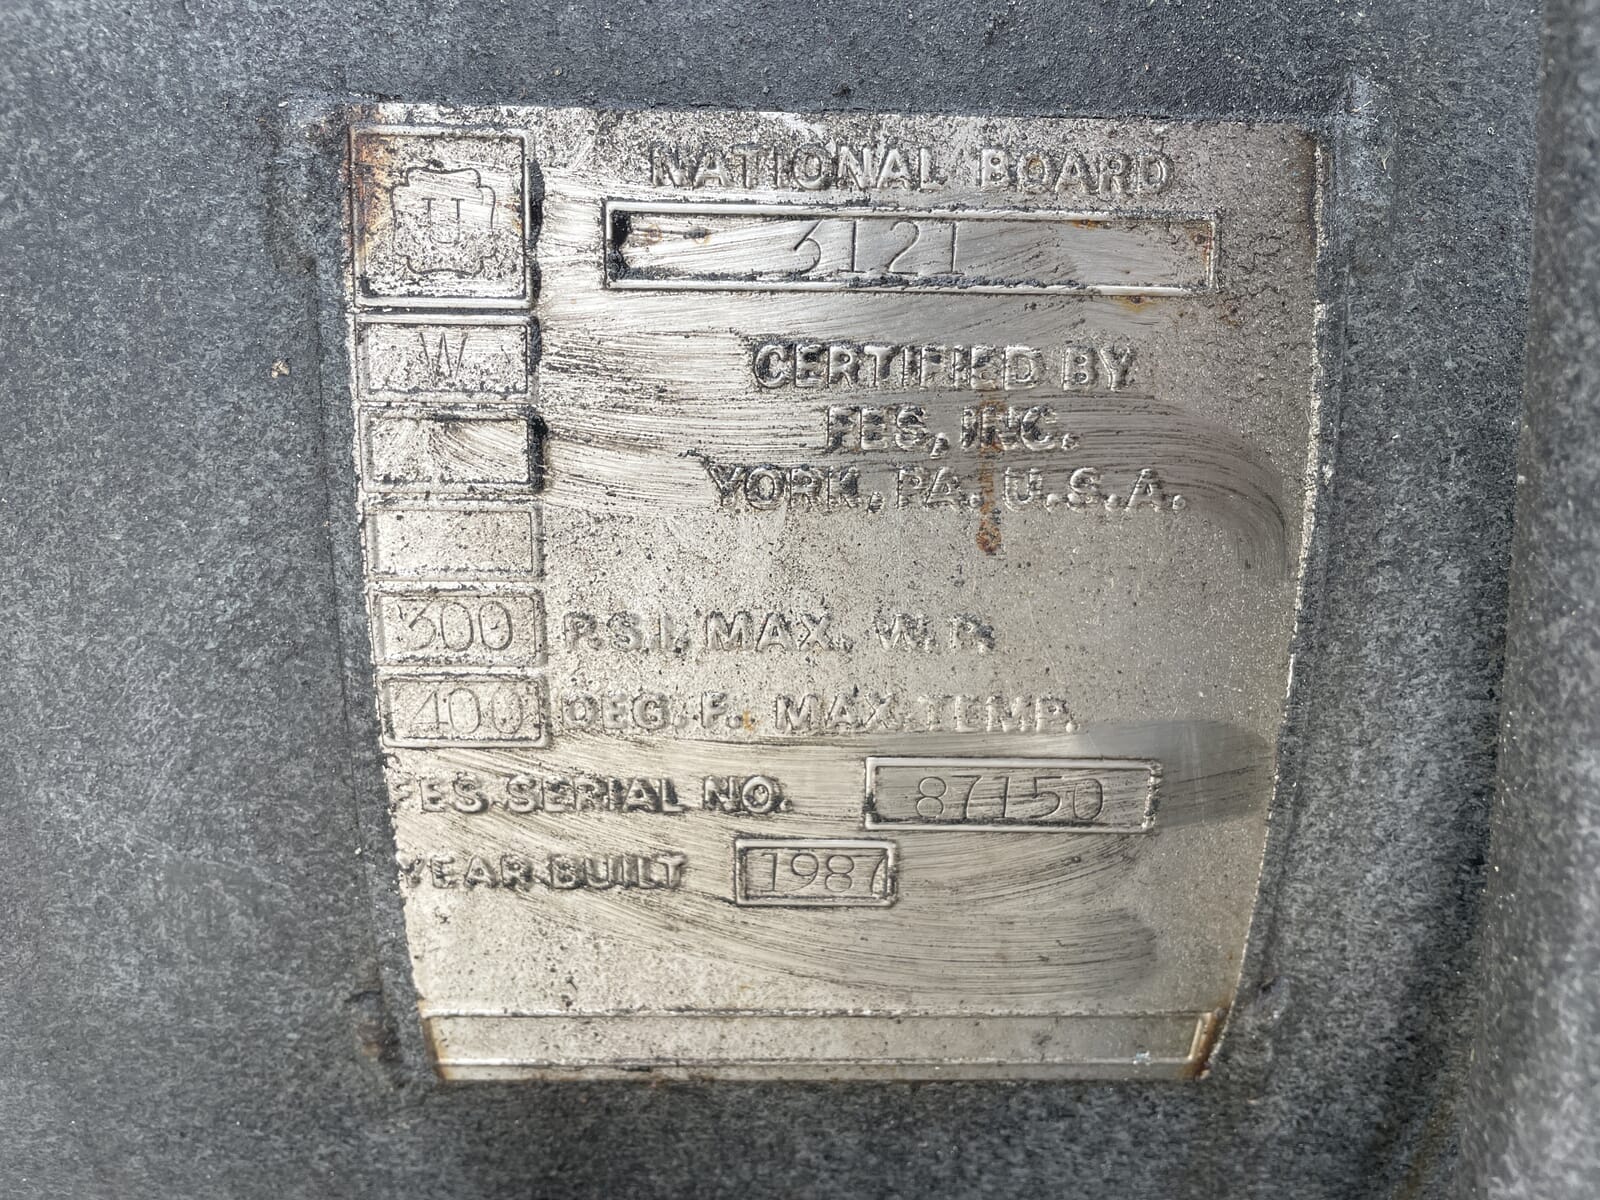 NATIONAL BOARD
U
3121
W
CERTIFIED BY
FES, INC.
YORK, PA. U.S.A.
300 P.S.I. MAX. W.P.
400 DEG. F. MAX. TEMP.
FES SERIAL NO. 87150
YEAR BUILT 1987